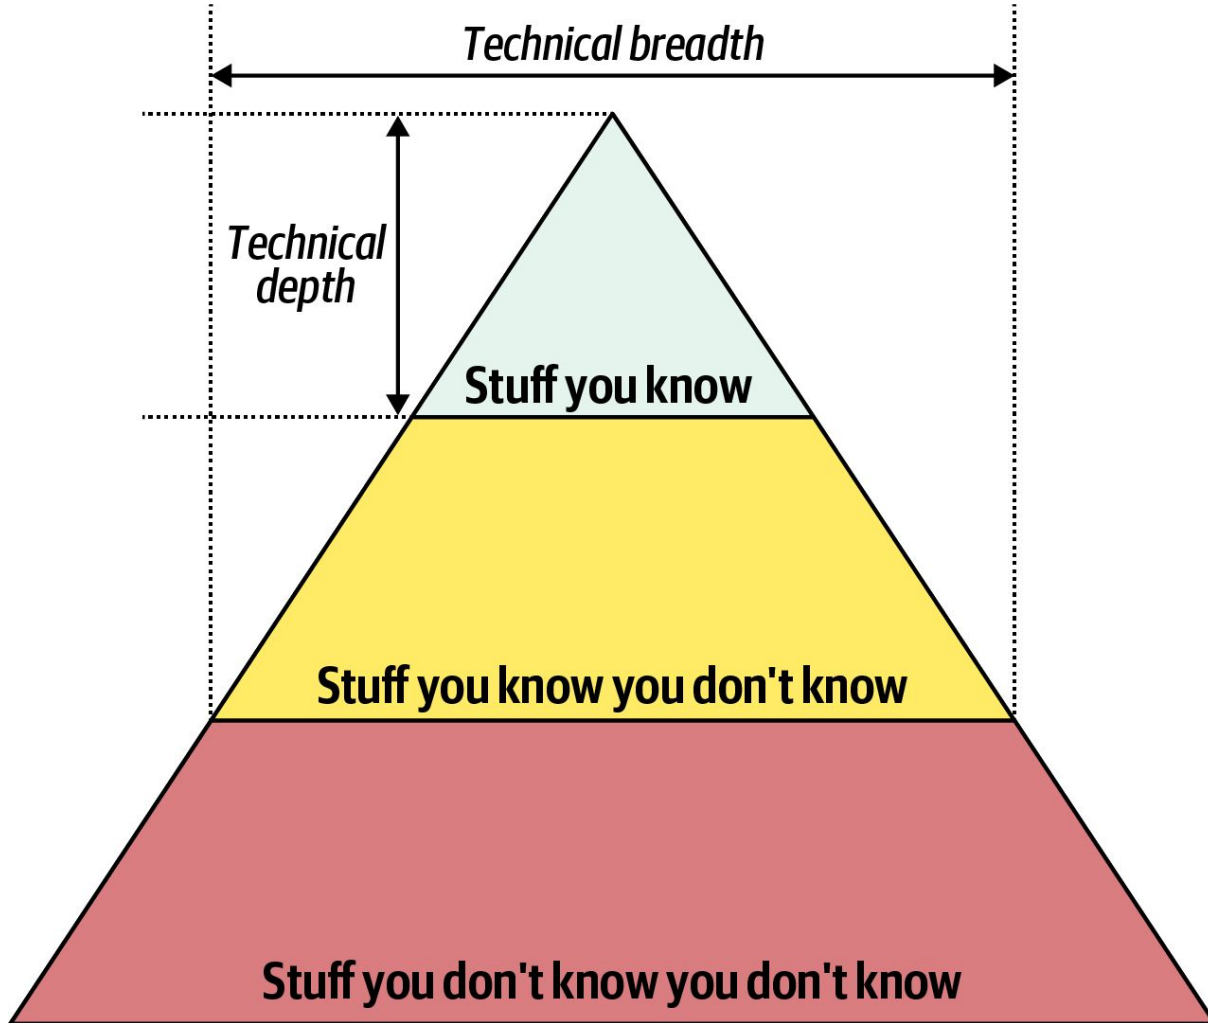 Technical breadth
Technical
depth
Stuff you know
Stuff you know you don't know
Stuff you don't know you don't know